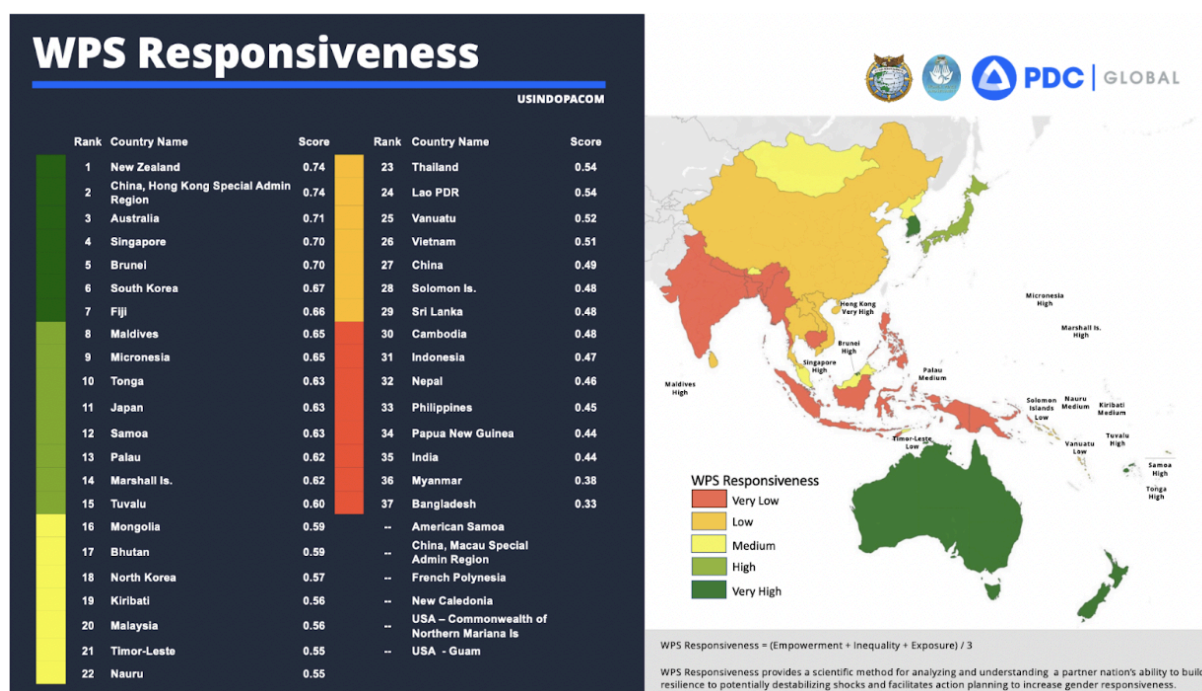 WPS Responsiveness
USINDOPACOM
Rank Country Name Score
1 New Zealand 0.74
2 China, Hong Kong Special Admin Region 0.74
3 Australia 0.71
4 Singapore 0.70
5 Brunei 0.70
6 South Korea 0.67
7 Fiji 0.66
8 Maldives 0.65
9 Micronesia 0.65
10 Tonga 0.63
11 Japan 0.63
12 Samoa 0.63
13 Palau 0.62
14 Marshall Is. 0.62
15 Tuvalu 0.60
16 Mongolia 0.59
17 Bhutan 0.59
18 North Korea 0.57
19 Kiribati 0.56
20 Malaysia 0.56
21 Timor-Leste 0.55
22 Nauru 0.55
Rank Country Name Score
23 Thailand 0.54
24 Lao PDR 0.54
25 Vanuatu 0.52
26 Vietnam 0.51
27 China 0.49
28 Solomon Is. 0.48
29 Sri Lanka 0.48
30 Cambodia 0.48
31 Indonesia 0.47
32 Nepal 0.46
33 Philippines 0.45
34 Papua New Guinea 0.44
35 India 0.44
36 Myanmar 0.38
37 Bangladesh 0.33
-- American Samoa
-- China, Macau Special Admin Region
-- French Polynesia
-- New Caledonia
-- USA – Commonwealth of Northern Mariana Is
-- USA - Guam
PDC | GLOBAL
Hong Kong
Very High
Micronesia
High
Marshall Is.
High
Brunei
High
Singapore
High
Palau
Medium
Maldives
High
Solomon
Islands
Low
Nauru
Medium
Kiribati
Medium
Timor-Leste
Low
Vanuatu
Low
Tuvalu
High
Samoa
High
Tonga
High
WPS Responsiveness
Very Low
Low
Medium
High
Very High
WPS Responsiveness = (Empowerment + Inequality + Exposure) / 3
WPS Responsiveness provides a scientific method for analyzing and understanding a partner nation's ability to build
resilience to potentially destabilizing shocks and facilitates action planning to increase gender responsiveness.